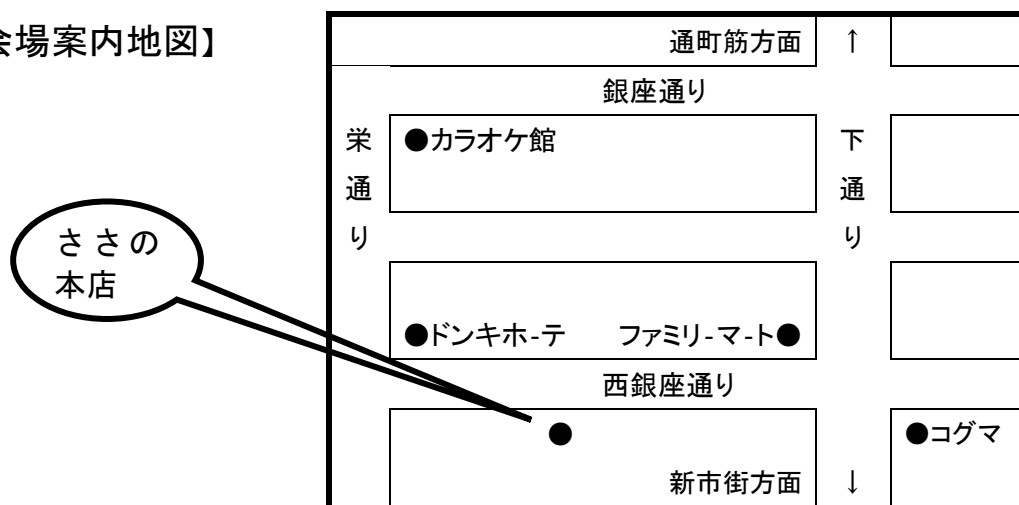 会場案内地図】
通町筋方面 ↑
銀座通り
栄通り
●カラオケ館
下通り
ささの
本店
●ドンキホ-テ ファミリ-マ-ト●
西銀座通り
●
●コグマ
新市街方面 ↓